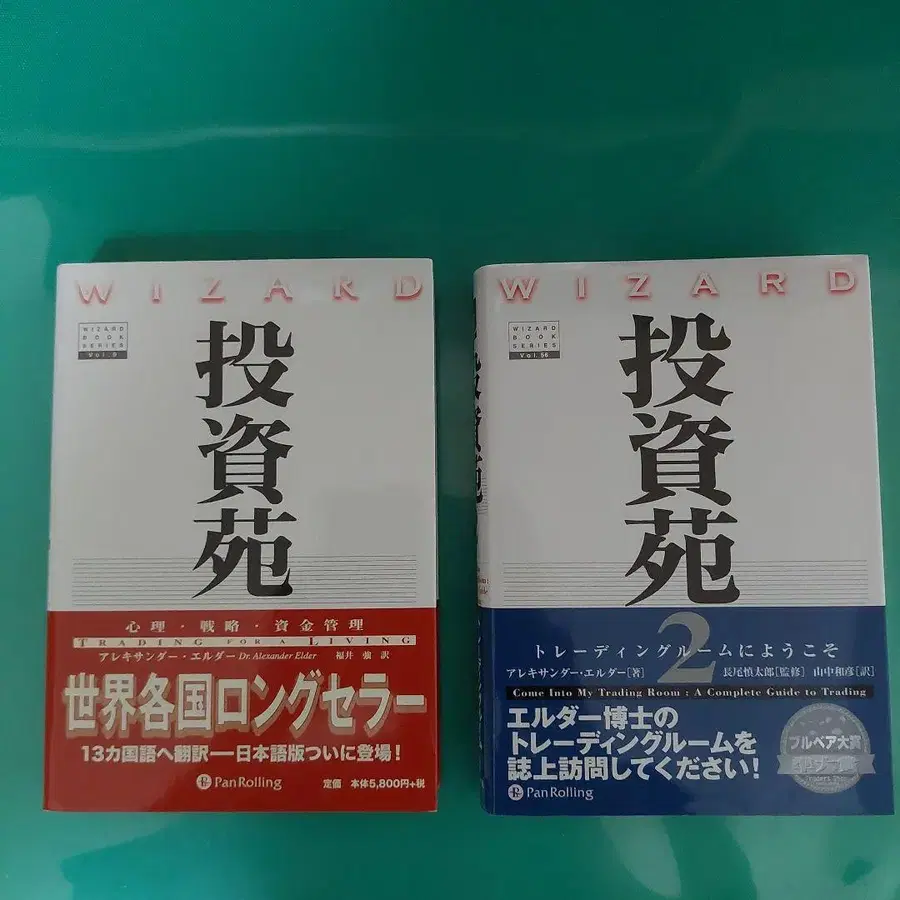 WIZARD
WIZARD
BOOK
SERIES
Vol. 9
投資苑
心理・戦略・資金管理
TRADING FOR A LIVING
アレキサンダー・エルダー Dr. Alexander Elder 福井 強 訳
世界各国ロングセラー
13カ国語へ翻訳―日本語版ついに登場!
PanRolling
定価 本体5,800円+税
WIZARD
WIZARD
BOOK
SERIES
Vol. 56
投資苑
2
トレーディングルームにようこそ
アレキサンダー・エルダー[著] 長尾慎太郎[監修] 山中和彦[訳]
Come Into My Trading Room : A Complete Guide to Trading
エルダー博士の
トレーディングルームを
誌上訪問してください!
ブルベア大賞
PanRolling